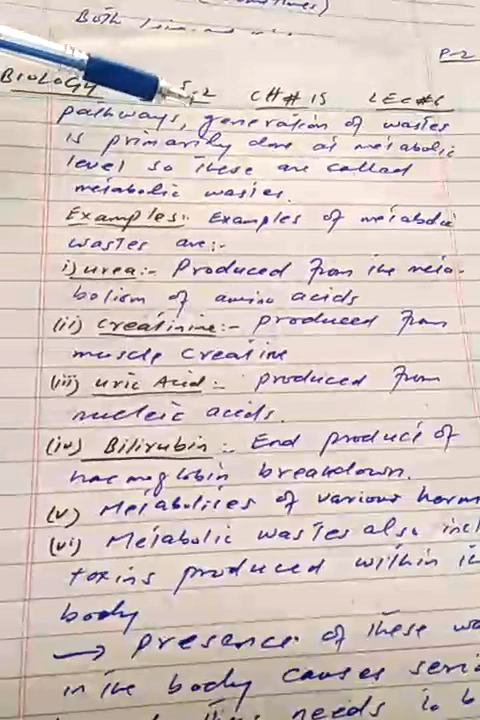 Both
P-2
BIOLOGY S-2 CH#15 LEC#6
pathways, generation of wastes
is primarily done at metabolic
level so these are called
metabolic wastes.
Examples:- Examples of metabolic
wastes are:-
i) urea:- Produced from the meta-
bolism of amino acids
(ii) Creatinine:- produced from
muscle creatine
(iii) Uric Acid:- produced from
nucleic acids.
(iv) Bilirubin:- End product of
haemoglobin breakdown.
(v) Metabolites of various horm
(vi) Metabolic wastes also incl
toxins produced within
body
→ presence of these wa
in the body causes seri
needs to b